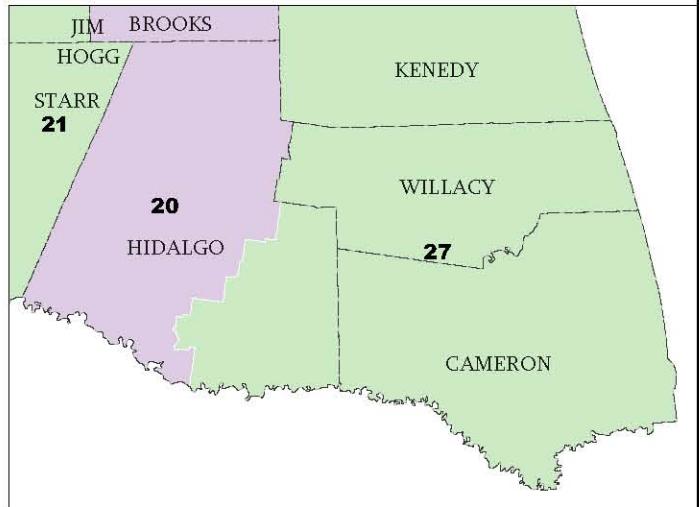 JIM
BROOKS
HOGG
KENEDY
STARR
21
WILLACY
20
HIDALGO
27
CAMERON